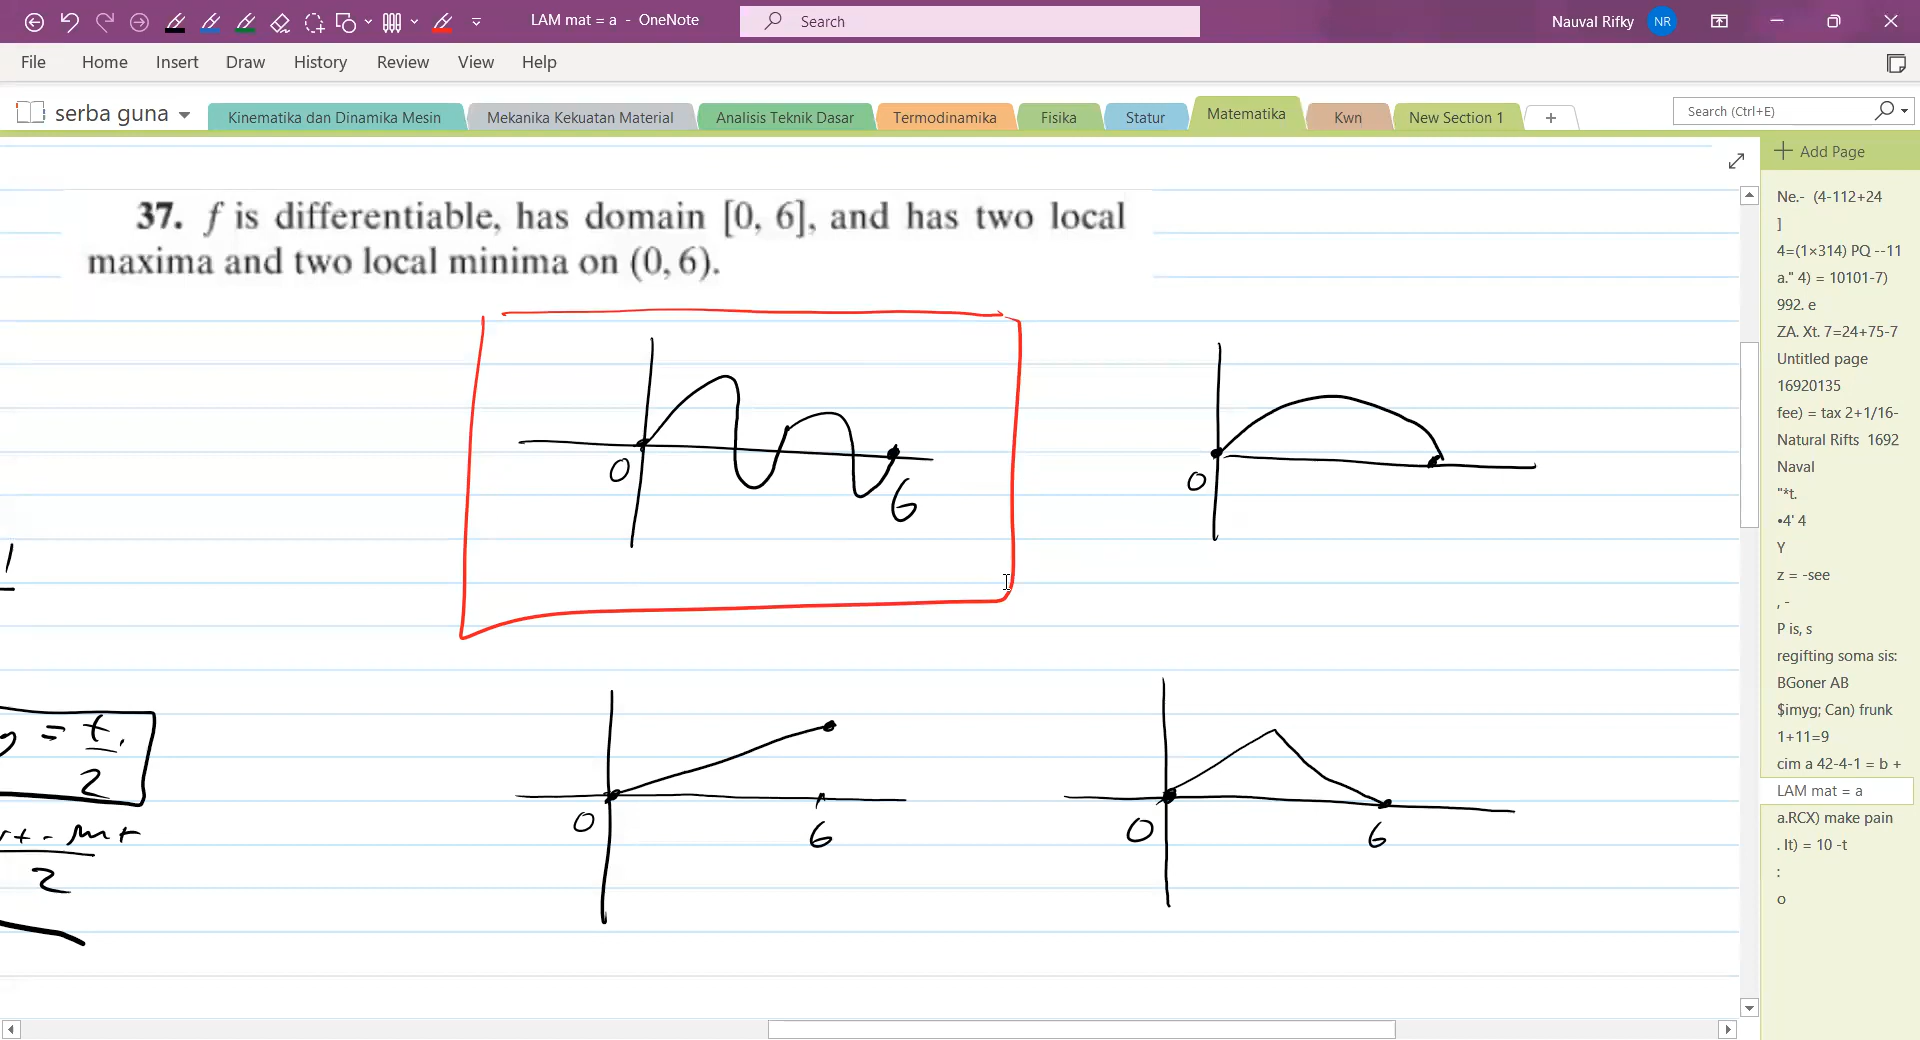 LAM mat = a - OneNote
Search
Nauval Rifky
NR
File
Home
Insert
Draw
History
Review
View
Help
serba guna
Kinematika dan Dinamika Mesin
Mekanika Kekuatan Material
Analisis Teknik Dasar
Termodinamika
Fisika
Statur
Matematika
Kwn
New Section 1
+
Search (Ctrl+E)
37. f is differentiable, has domain [0, 6], and has two local
maxima and two local minima on (0, 6).
0
6
0
0
6
0
6
1
= t
2
2
Add Page
Ne.- (4-112+24
]
4=(1×314) PQ --11
a." 4) = 10101-7)
992. e
ZA. Xt. 7=24+75-7
Untitled page
16920135
fee) = tax 2+1/16-
Natural Rifts 1692
Naval
"*t.
•4' 4
Y
z = -see
, -
P is, s
regifting soma sis:
BGoner AB
$imyg; Can) frunk
1+11=9
cim a 42-4-1 = b +
LAM mat = a
a.RCX) make pain
. It) = 10 -t
:
o